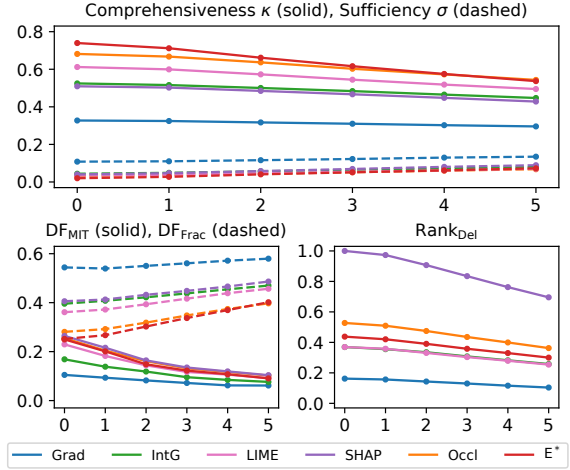 Comprehensiveness κ (solid), Sufficiency σ (dashed)
0.8
0.6
0.4
0.2
0.0
0 1 2 3 4 5
DF_MIT (solid), DF_Frac (dashed)
0.6
0.4
0.2
0.0
0 1 2 3 4 5
Rank_Del
1.0
0.8
0.6
0.4
0.2
0.0
0 1 2 3 4 5
Grad IntG LIME SHAP Occl E*